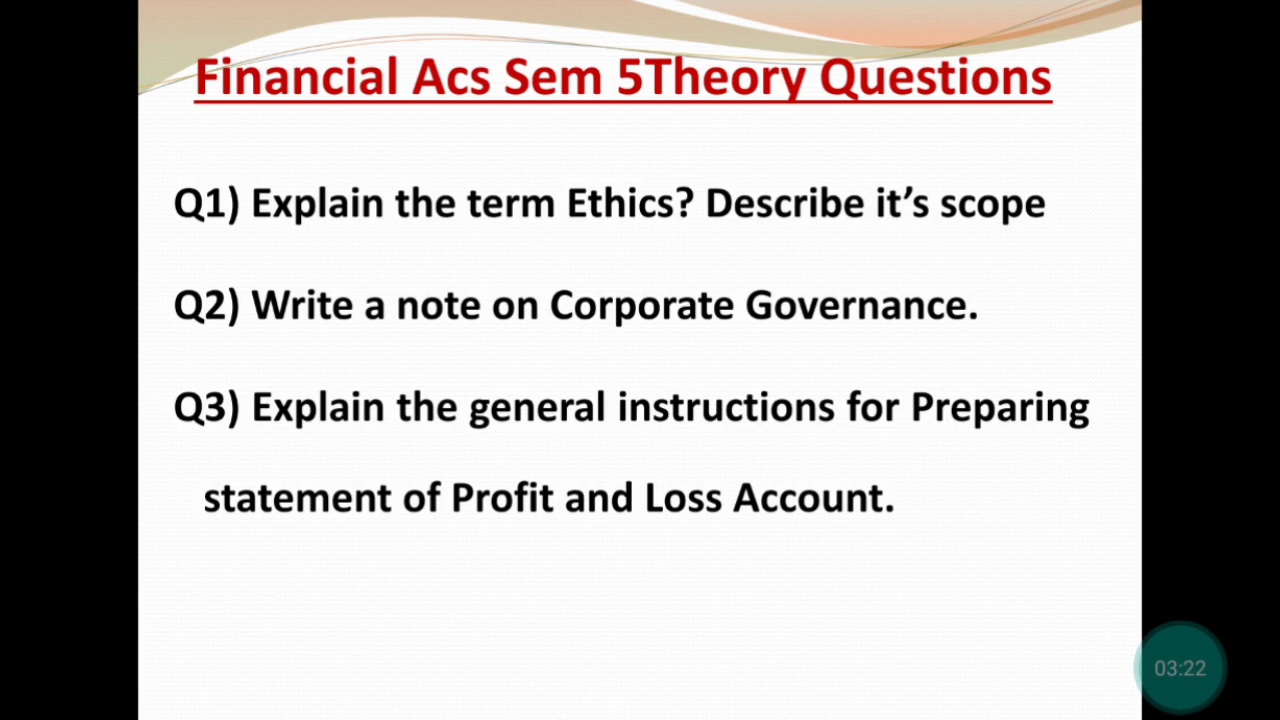 Financial Acs Sem 5Theory Questions
Q1) Explain the term Ethics? Describe it’s scope
Q2) Write a note on Corporate Governance.
Q3) Explain the general instructions for Preparing
statement of Profit and Loss Account.
03:22